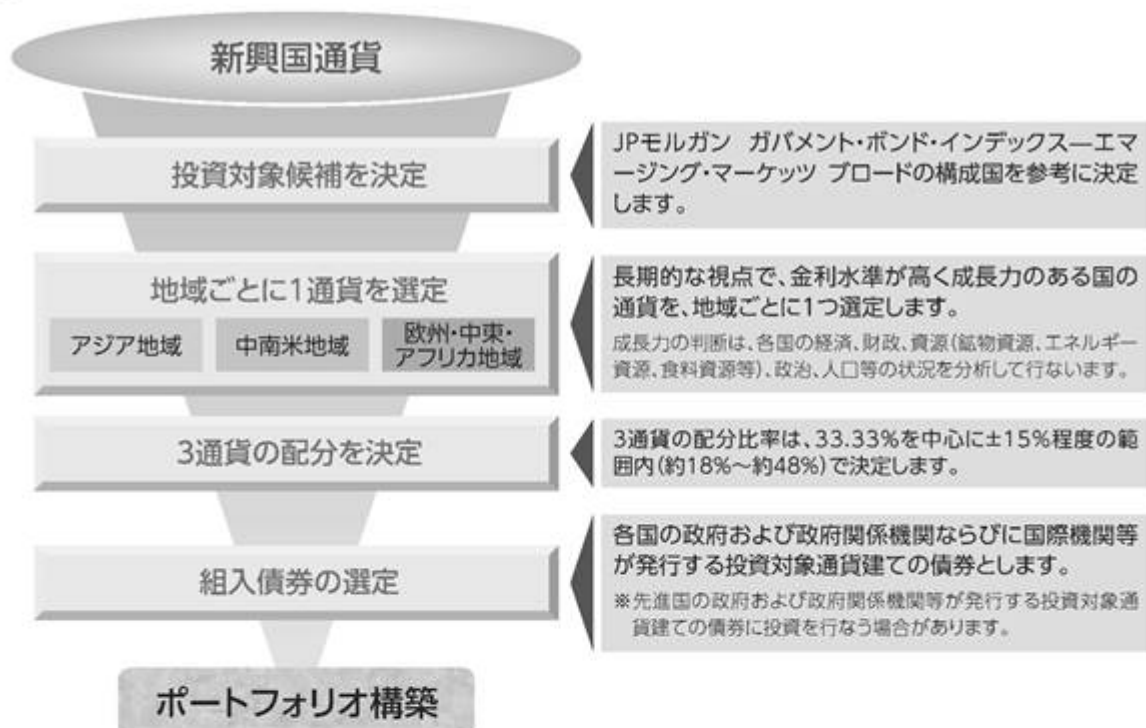 新興国通貨
投資対象候補を決定
JPモルガン ガバメント・ボンド・インデックス―エマ
ージング・マーケッツ ブロードの構成国を参考に決定
します。
地域ごとに1通貨を選定
アジア地域
中南米地域
欧州・中東・
アフリカ地域
長期的な視点で、金利水準が高く成長力のある国の
通貨を、地域ごとに1つ選定します。
成長力の判断は、各国の経済、財政、資源(鉱物資源、エネルギー
資源、食料資源等)、政治、人口等の状況を分析して行ないます。
3通貨の配分を決定
3通貨の配分比率は、33.33%を中心に±15%程度の範
囲内(約18%～約48%)で決定します。
組入債券の選定
各国の政府および政府関係機関ならびに国際機関等
が発行する投資対象通貨建ての債券とします。
※先進国の政府および政府関係機関等が発行する投資対象通
貨建ての債券に投資を行なう場合があります。
ポートフォリオ構築